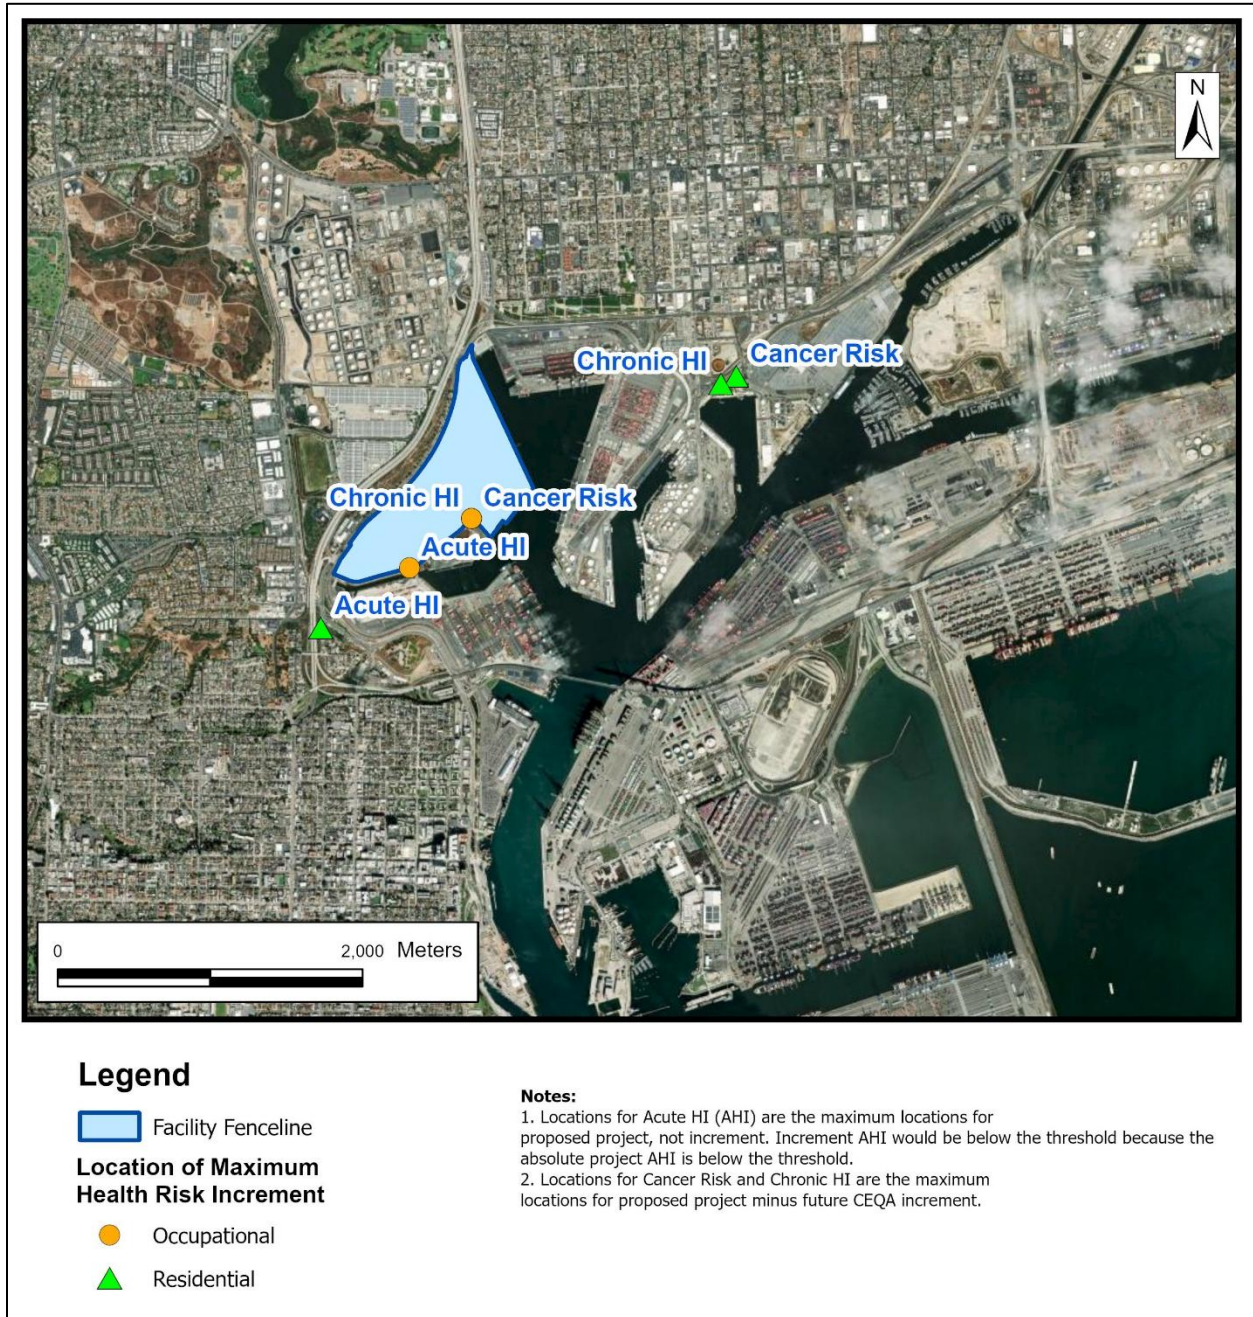 N
Chronic HI
Cancer Risk
Chronic HI
Cancer Risk
Acute HI
Acute HI
0
2,000 Meters
Legend
Facility Fenceline
Location of Maximum
Health Risk Increment
Occupational
Residential
Notes:
1. Locations for Acute HI (AHI) are the maximum locations for
proposed project, not increment. Increment AHI would be below the threshold because the
absolute project AHI is below the threshold.
2. Locations for Cancer Risk and Chronic HI are the maximum
locations for proposed project minus future CEQA increment.